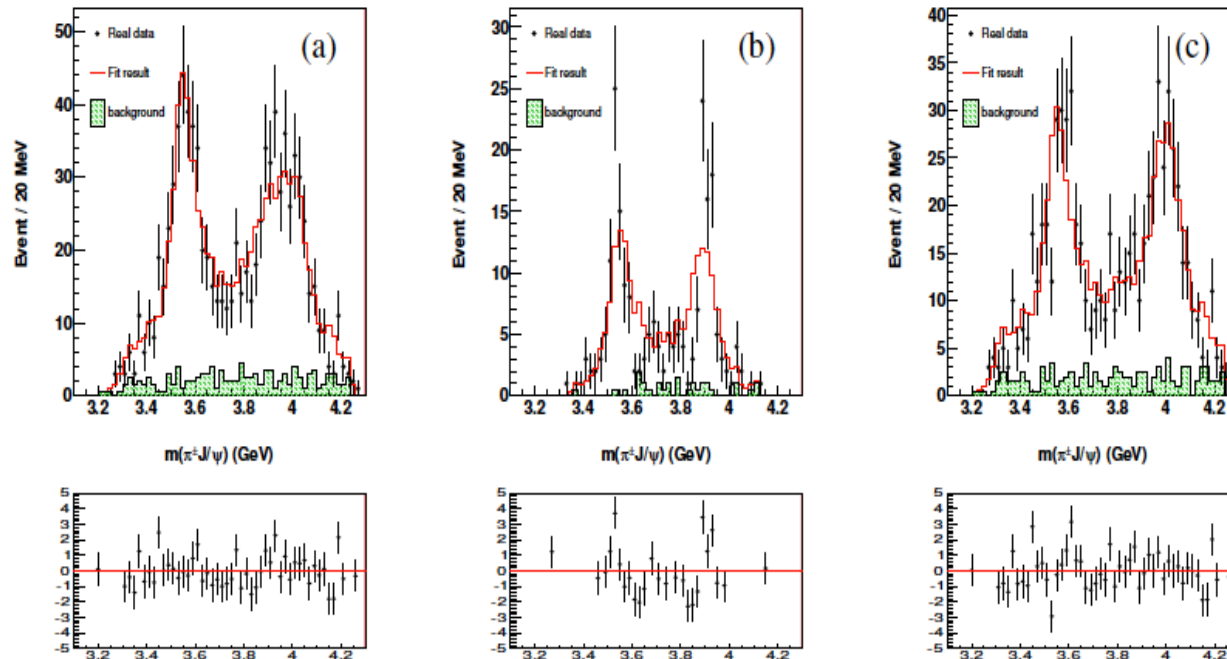 (a)
Real data
Fit result
background
Event / 20 MeV
50
40
30
20
10
0
3.2 3.4 3.6 3.8 4 4.2
m(π±J/ψ) (GeV)
(b)
Real data
Fit result
background
Event / 20 MeV
30
25
20
15
10
5
0
3.2 3.4 3.6 3.8 4 4.2
m(π±J/ψ) (GeV)
(c)
Real data
Fit result
background
Event / 20 MeV
40
35
30
25
20
15
10
5
0
3.2 3.4 3.6 3.8 4 4.2
m(π±J/ψ) (GeV)
5
4
3
2
1
0
-1
-2
-3
-4
-5
3.2 3.4 3.6 3.8 4 4.2
5
4
3
2
1
0
-1
-2
-3
-4
-5
3.2 3.4 3.6 3.8 4 4.2
5
4
3
2
1
0
-1
-2
-3
-4
-5
3.2 3.4 3.6 3.8 4 4.2